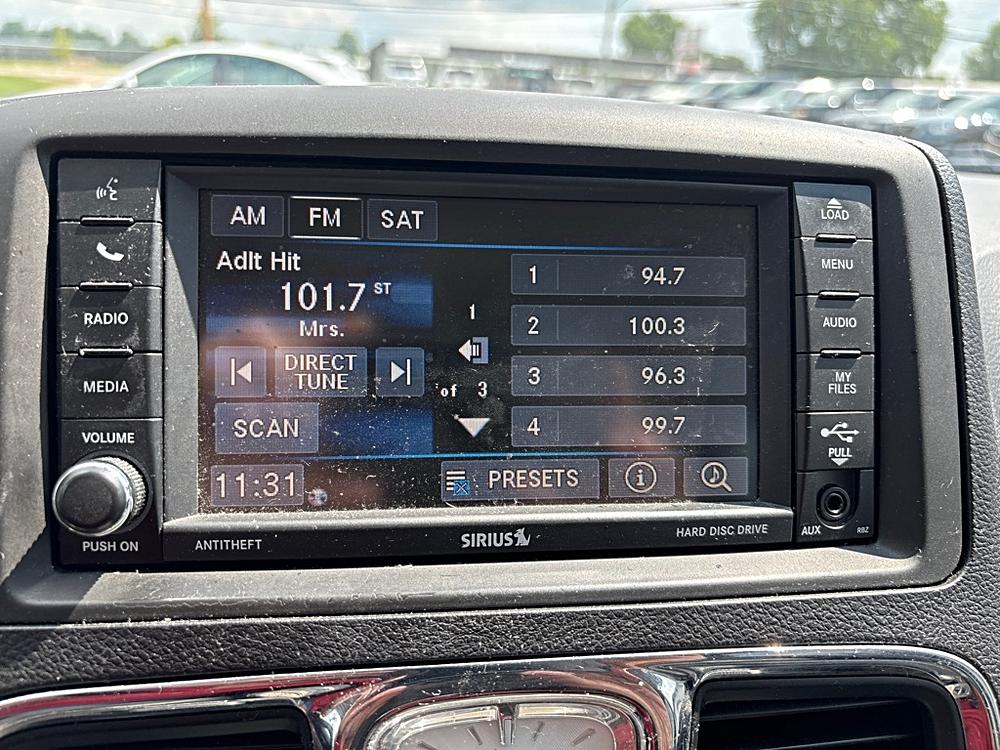 AM FM SAT
Adlt Hit
101.7 ST
Mrs.
DIRECT
TUNE
SCAN
11:31
1
of 3
1 94.7
2 100.3
3 96.3
4 99.7
PRESETS
i
RADIO
MEDIA
VOLUME
PUSH ON
ANTITHEFT
SIRIUS
HARD DISC DRIVE
LOAD
MENU
AUDIO
MY
FILES
PULL
AUX
RBZ